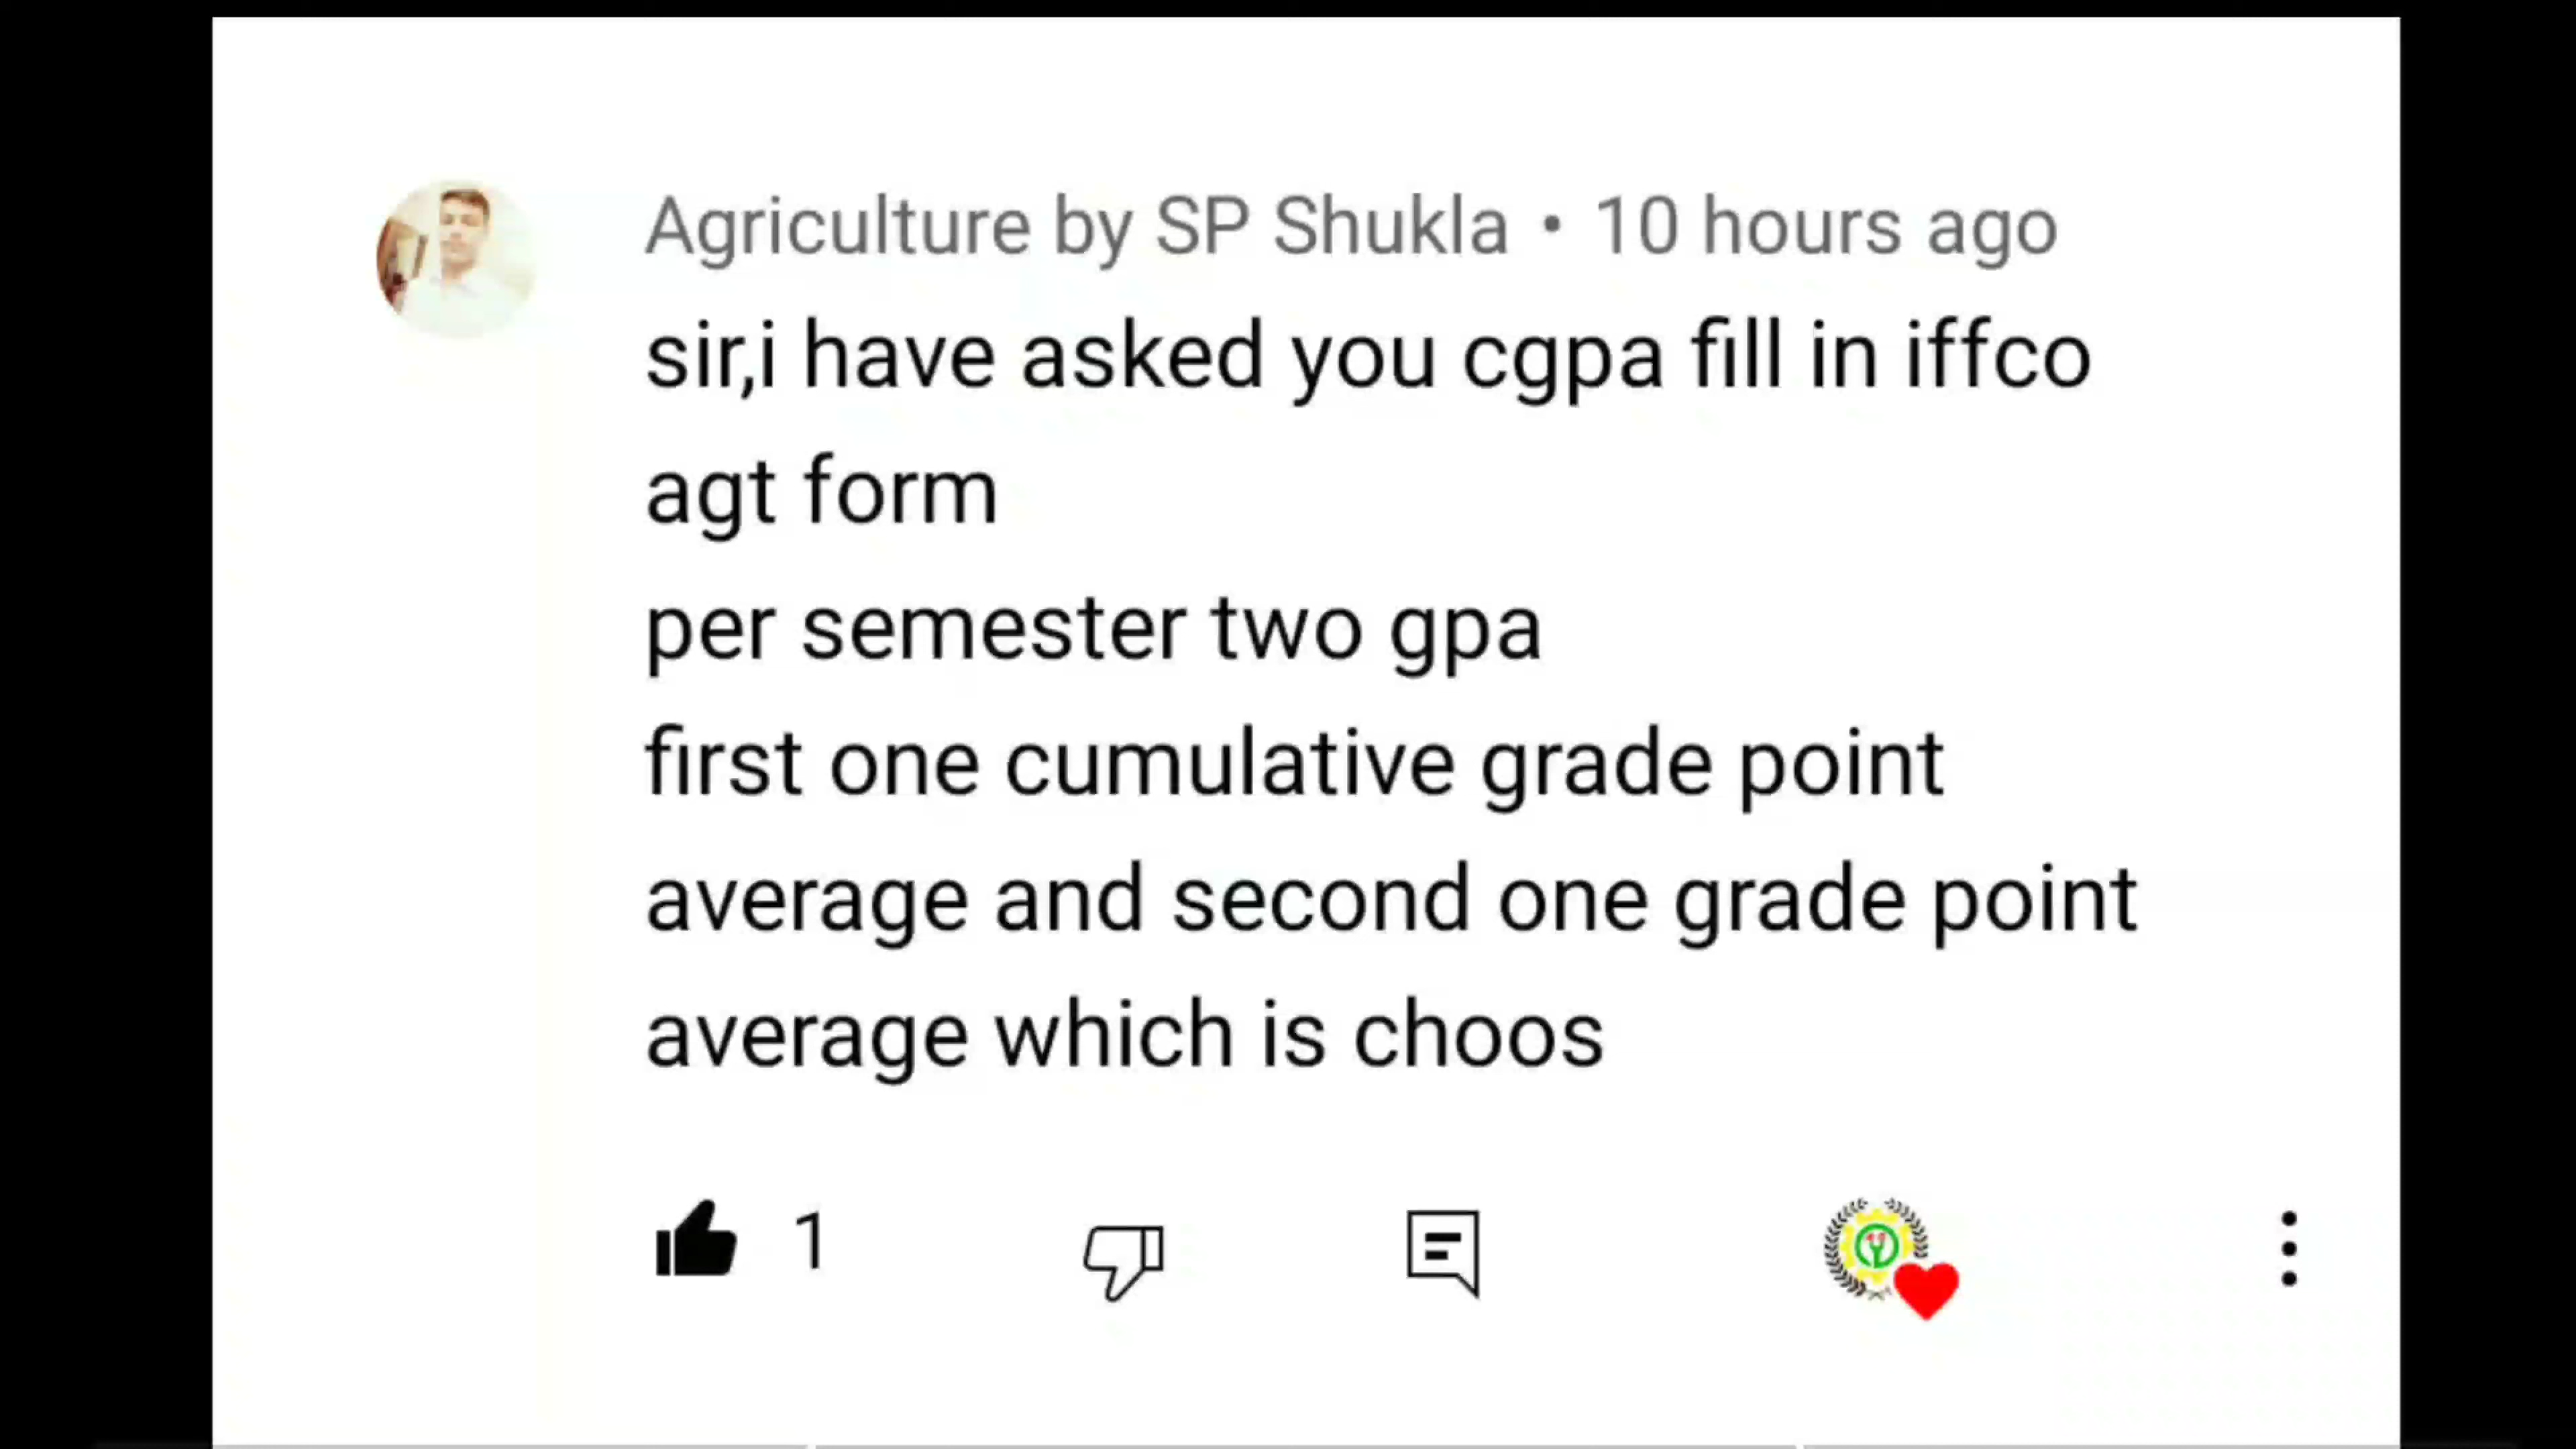 Agriculture by SP Shukla • 10 hours ago
sir,i have asked you cgpa fill in iffco
agt form
per semester two gpa
first one cumulative grade point
average and second one grade point
average which is choos
1